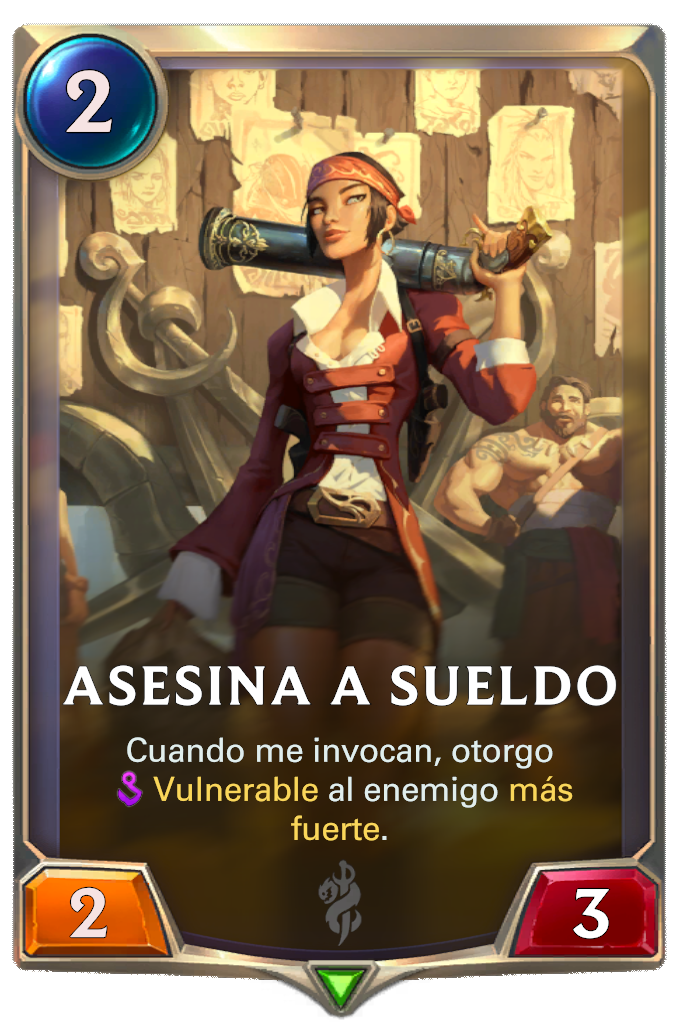 2
ASESINA A SUELDO
Cuando me invocan, otorgo
Vulnerable al enemigo más
fuerte.
2
3